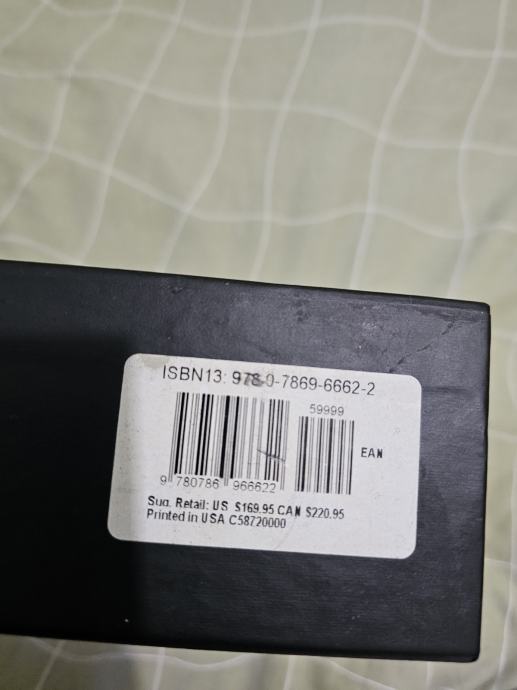 ISBN13: 978-0-7869-6662-2
59999
EAN
9 780786 966622
Sug. Retail: US $169.95 CAN $220.95
Printed in USA C58720000